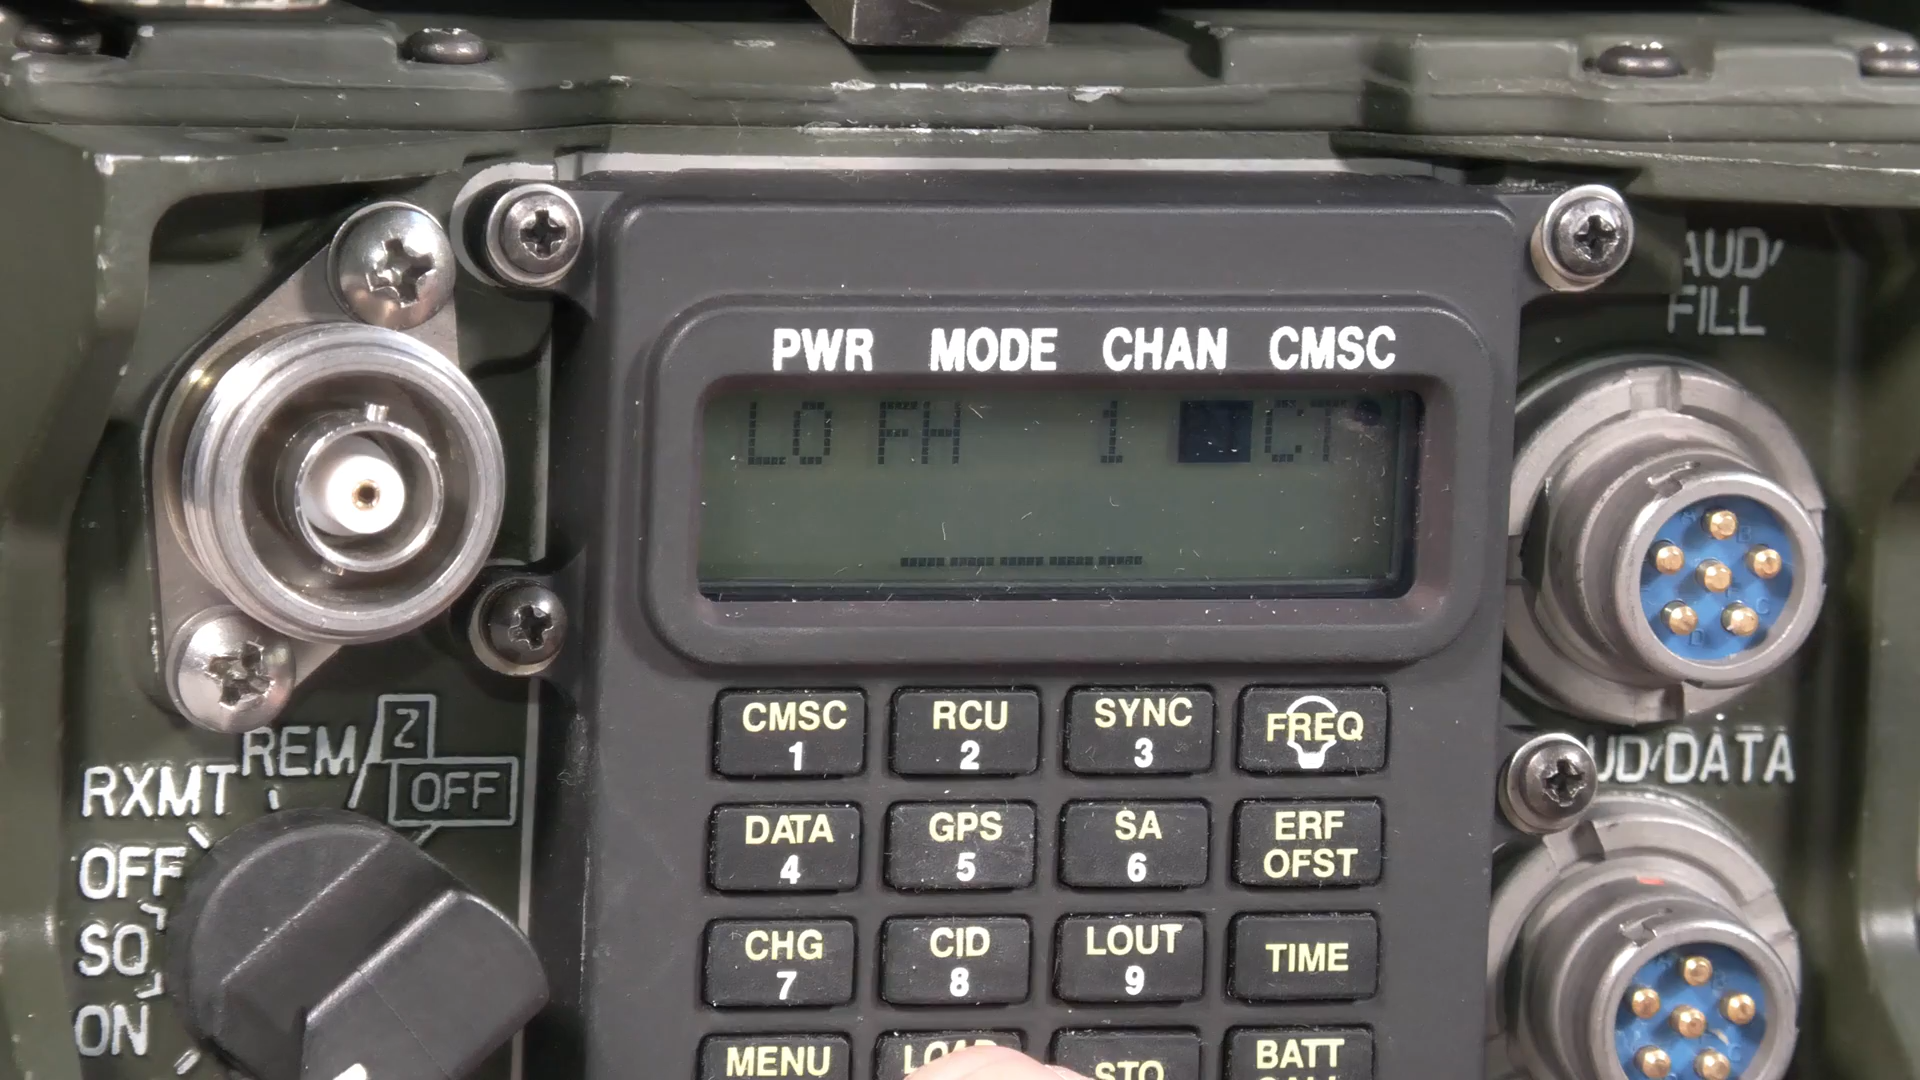 AUD/
FILL
PWR MODE CHAN CMSC
LO FH 1 CT
_ _ _ _ _
CMSC RCU SYNC FREQ
1 2 3
Z
REM
OFF
RXMT
UD/DATA
DATA GPS SA ERF
4 5 6 OFST
OFF
SQ
CHG CID LOUT TIME
7 8 9
ON
MENU LOAD STO BATT